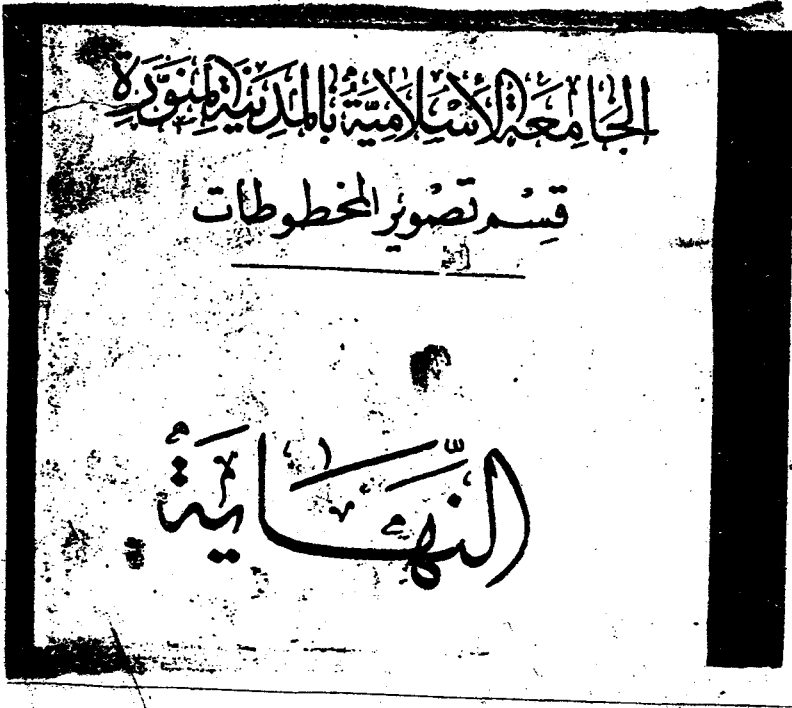 الجامعة الإسلامية بالمدينة المنورة
قسم تصوير المخطوطات
النهاية